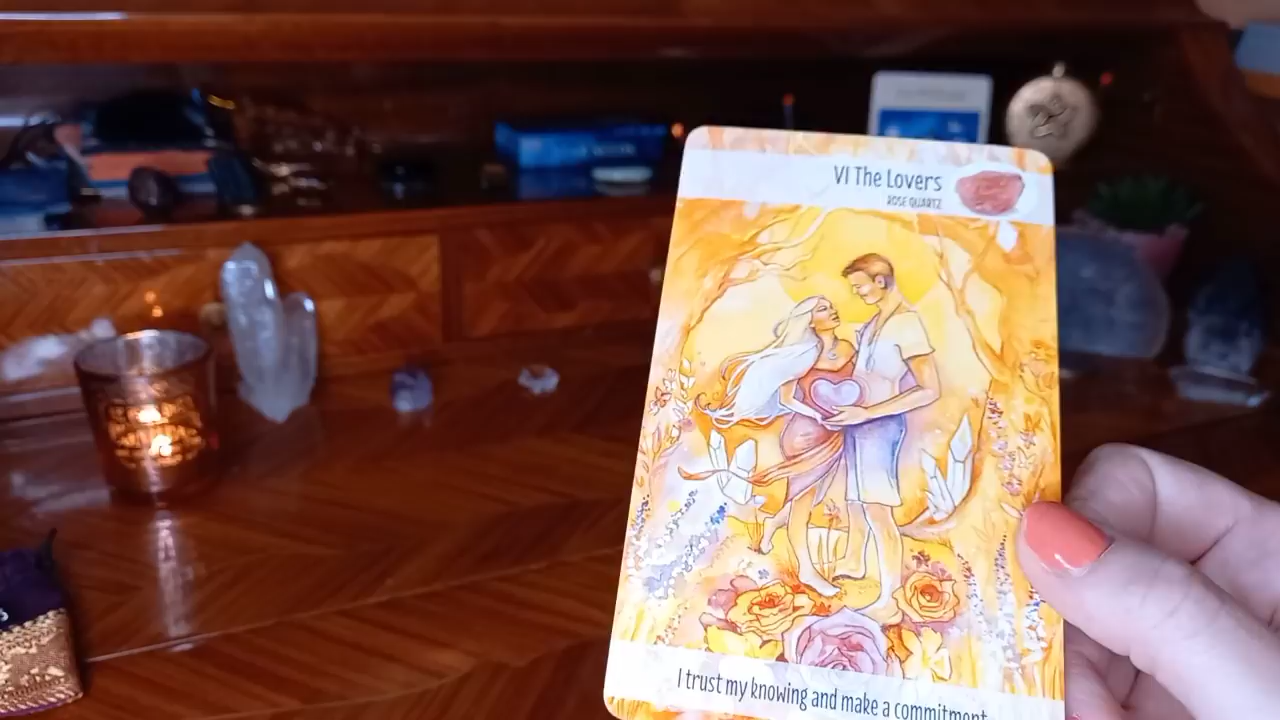 VI The Lovers
ROSE QUARTZ
I trust my knowing and make a commitment